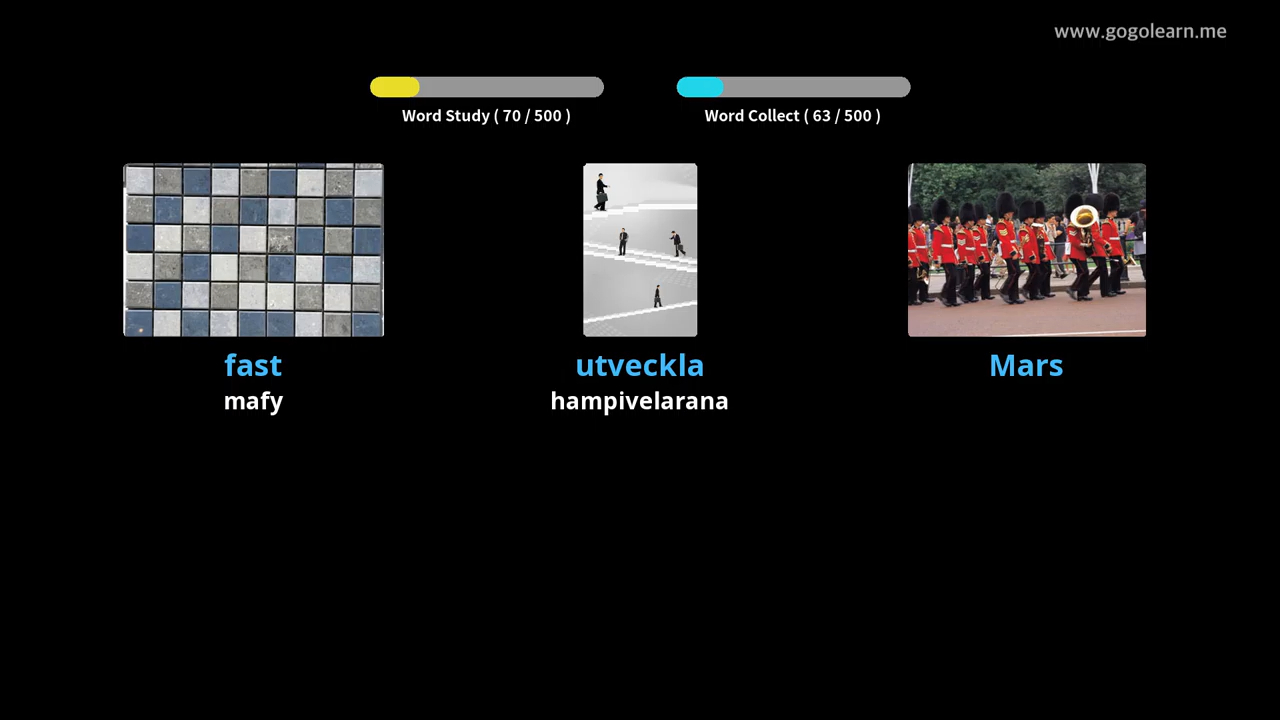 www.gogolearn.me
Word Study ( 70 / 500 )
Word Collect ( 63 / 500 )
fast
mafy
utveckla
hampivelarana
Mars